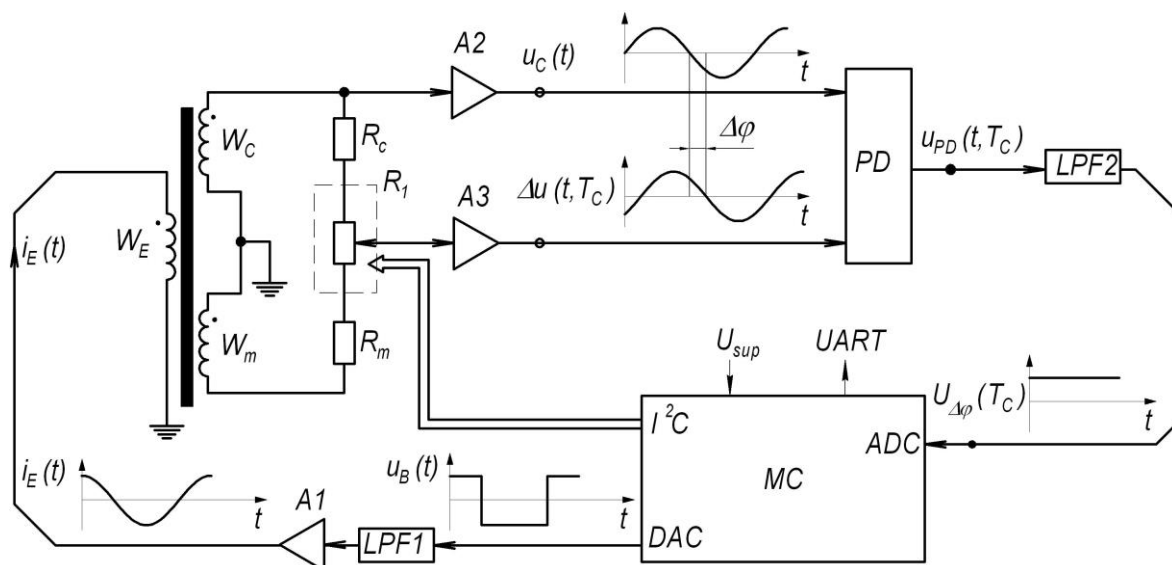 A2
u_C(t)
t
W_C
R_c
Δφ
PD
u_PD(t,T_C)
LPF2
R_1
A3
Δu(t,T_C)
t
W_E
i_E(t)
W_m
R_m
U_sup
UART
I²C
U_Δφ(T_C)
t
ADC
MC
i_E(t)
t
A1
u_B(t)
t
LPF1
DAC